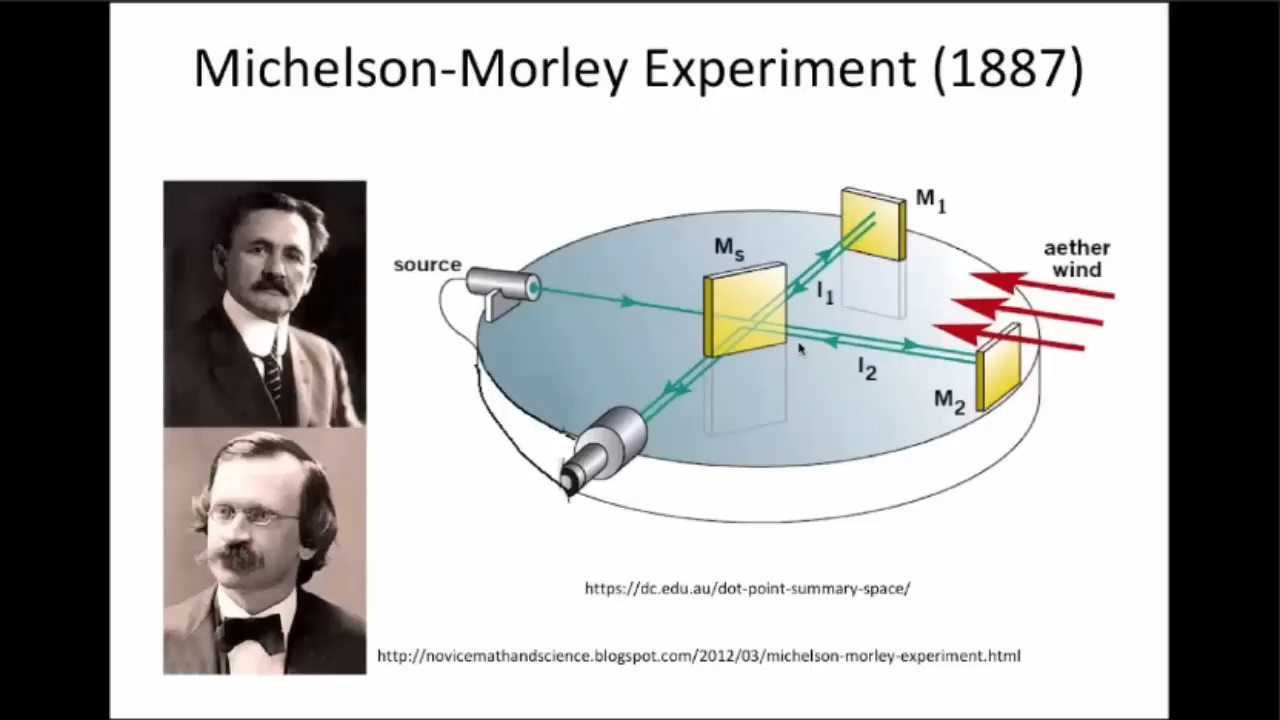 Michelson-Morley Experiment (1887)
M1
Ms
source
aether
wind
I1
I2
M2
https://dc.edu.au/dot-point-summary-space/
http://novicemathandscience.blogspot.com/2012/03/michelson-morley-experiment.html